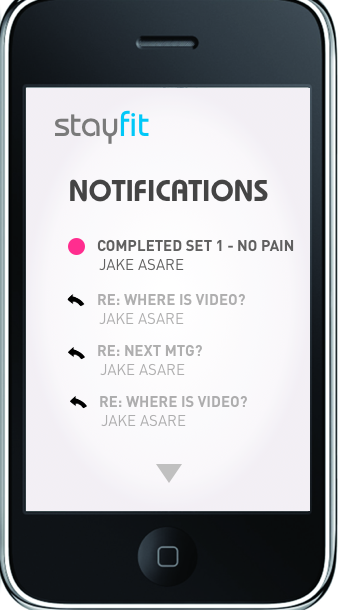 stayfit
NOTIFICATIONS
COMPLETED SET 1 - NO PAIN
JAKE ASARE
RE: WHERE IS VIDEO?
JAKE ASARE
RE: NEXT MTG?
JAKE ASARE
RE: WHERE IS VIDEO?
JAKE ASARE